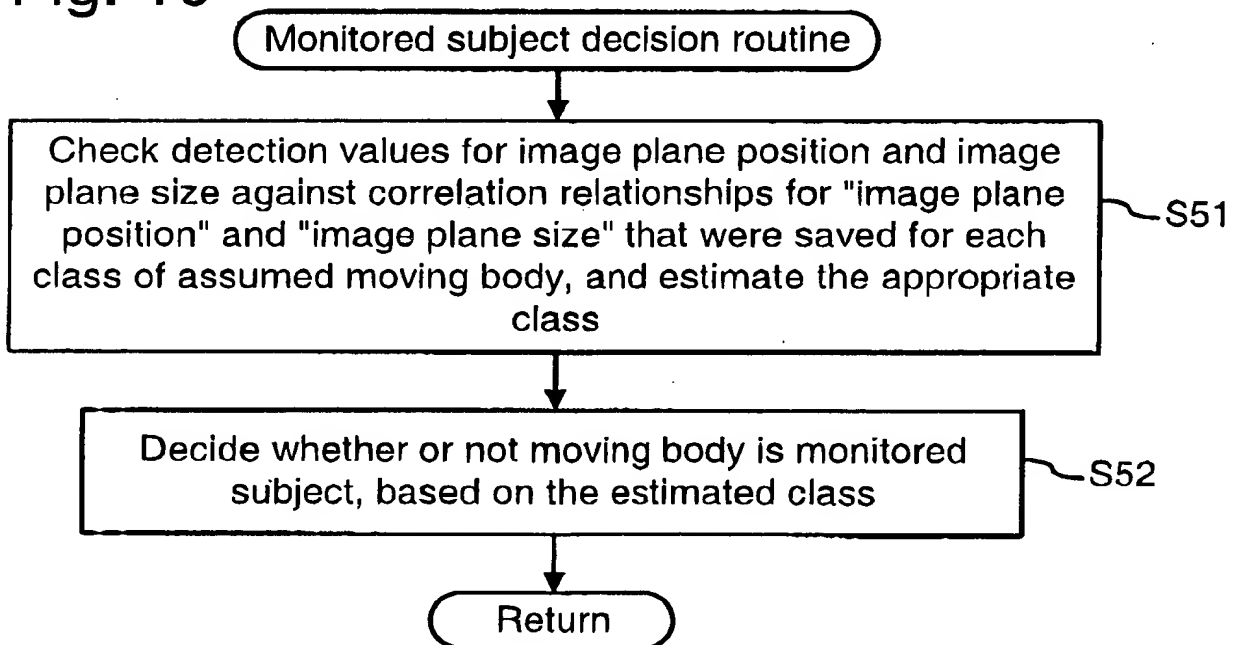 Monitored subject decision routine
Check detection values for image plane position and image
plane size against correlation relationships for "image plane
position" and "image plane size" that were saved for each
class of assumed moving body, and estimate the appropriate
class
S51
Decide whether or not moving body is monitored
subject, based on the estimated class
S52
Return